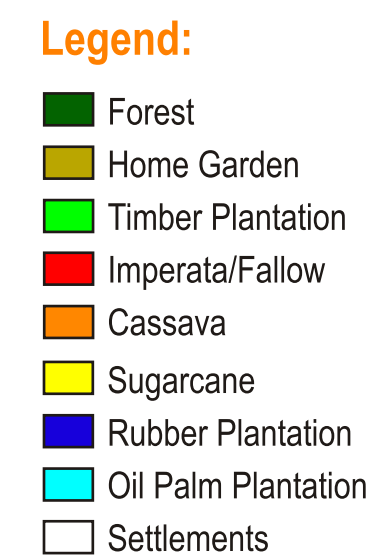 Legend:
Forest
Home Garden
Timber Plantation
Imperata/Fallow
Cassava
Sugarcane
Rubber Plantation
Oil Palm Plantation
Settlements